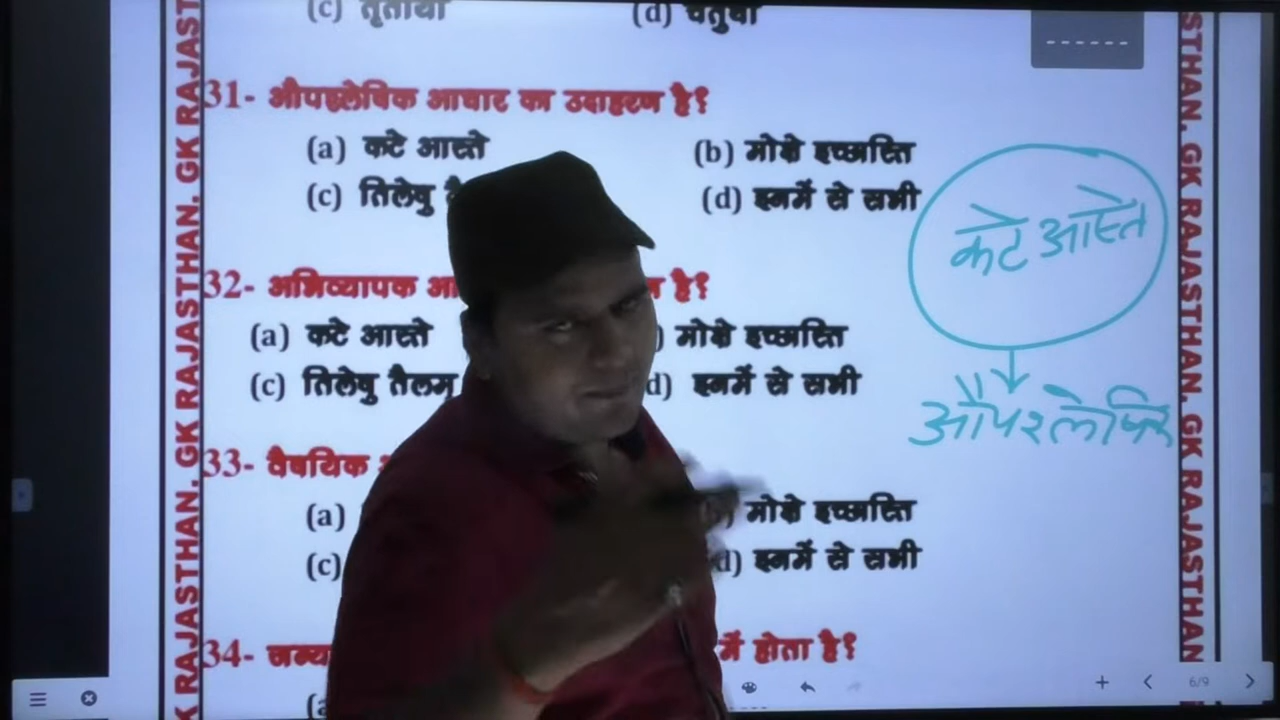 (c) तृतीया (d) चतुर्थी
31- औपश्लेषिक आधार का उदाहरण है?
(a) कटे आस्ते (b) मोक्षे इच्छास्ति
(c) तिलेषु (d) इनमें से सभी
32- अभिव्यापक है?
(a) कटे आस्ते मोक्षे इच्छास्ति
(c) तिलेषु तैलम् d) इनमें से सभी
33- वैषयिक
(a) मोक्षे इच्छास्ति
(c) d) इनमें से सभी
34- में होता है?
कटे आस्ते
औपश्लेषिक
GK RAJASTHAN. GK RAJAST
RAJASTHAN.
STHAN. GK RAJASTHAN. GK RAJASTHAN
6/9